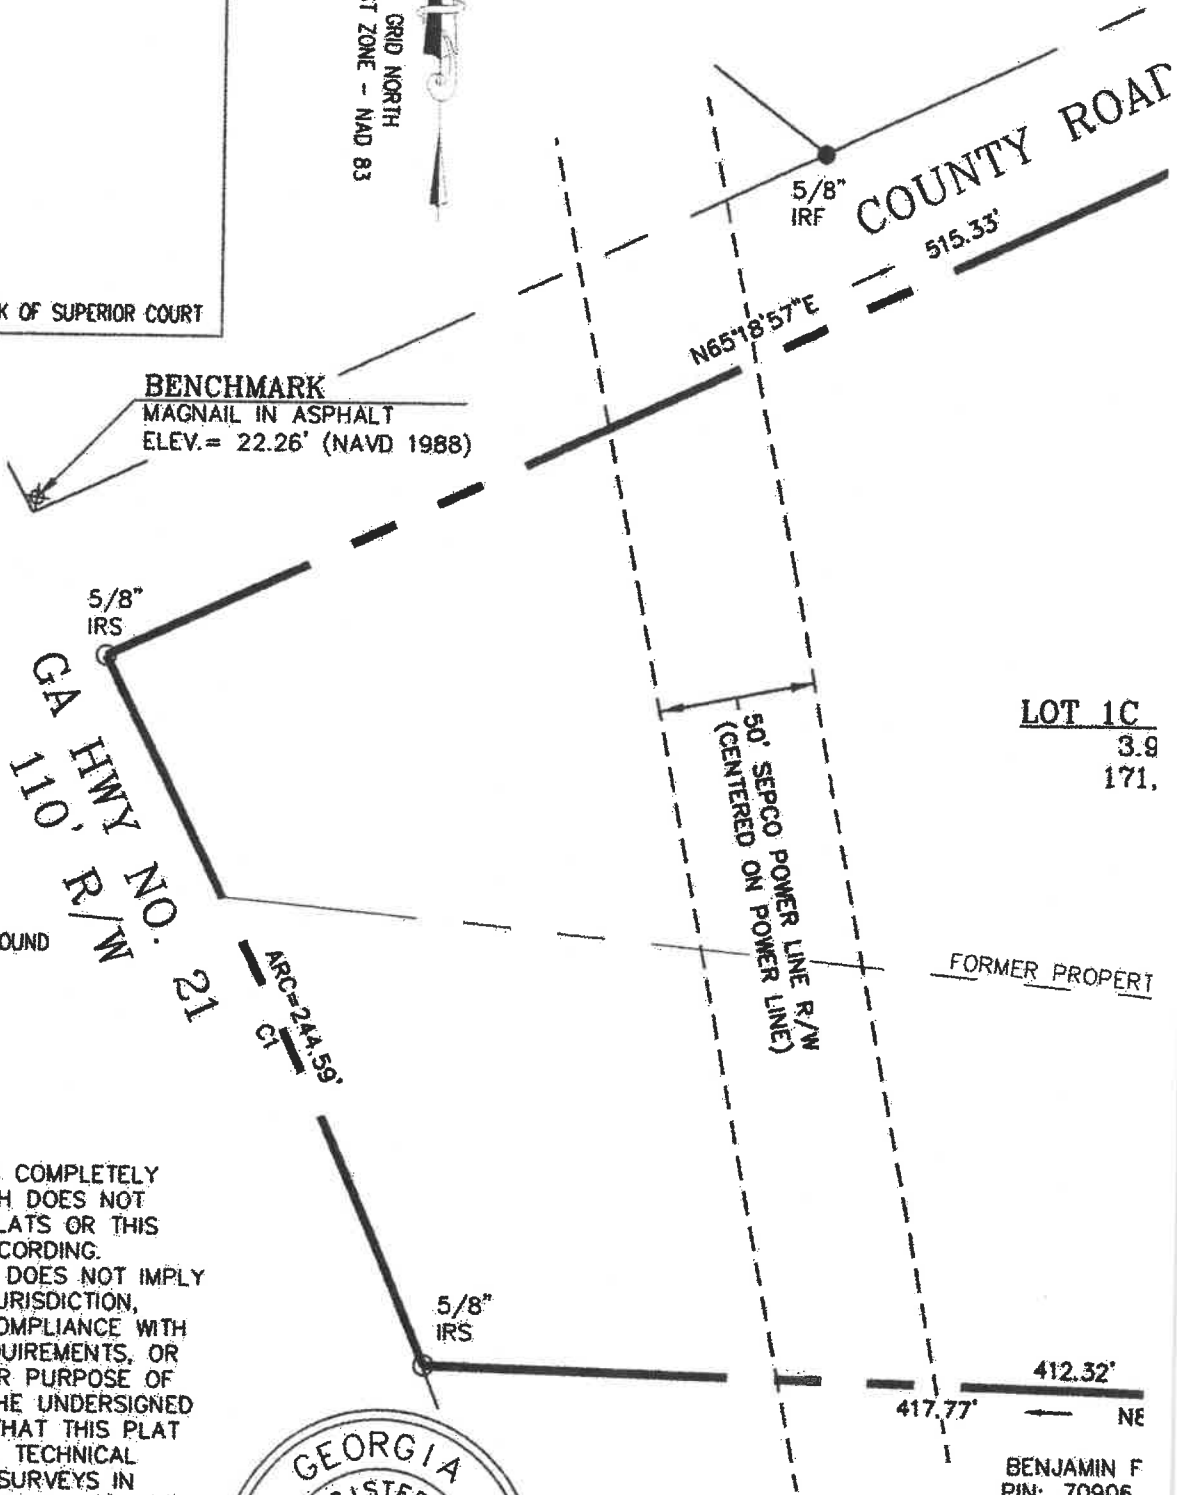 GRID NORTH
ST ZONE - NAD 83
K OF SUPERIOR COURT
BENCHMARK
MAGNAIL IN ASPHALT
ELEV.= 22.26' (NAVD 1988)
5/8"
IRF
COUNTY ROAD
515.33'
N65°18'57"E
5/8"
IRS
GA HWY NO. 21
110' R/W
50' SEPCO POWER LINE R/W
(CENTERED ON POWER LINE)
LOT 1C
3.9
171,
OUND
ARC=244.59'
C1
FORMER PROPERT
COMPLETELY
H DOES NOT
LATS OR THIS
CORDING.
DOES NOT IMPLY
URISDICTION,
OMPLIANCE WITH
UIREMENTS, OR
R PURPOSE OF
HE UNDERSIGNED
THAT THIS PLAT
TECHNICAL
SURVEYS IN
5/8"
IRS
412.32'
417.77'
N8
GEORGIA
ISTER
BENJAMIN F
PIN: 70906